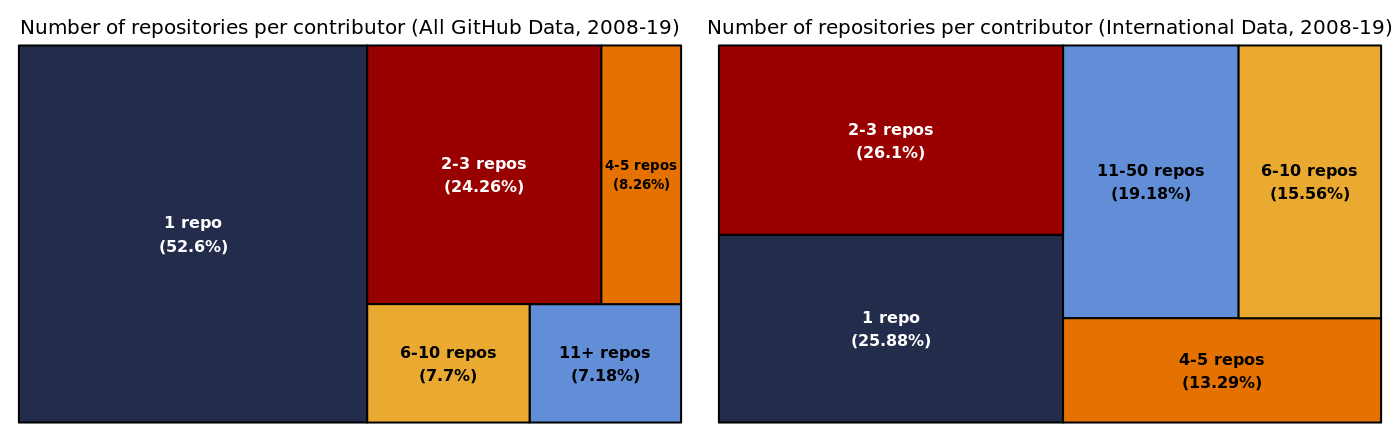 Number of repositories per contributor (All GitHub Data, 2008-19)
1 repo
(52.6%)
2-3 repos
(24.26%)
4-5 repos
(8.26%)
6-10 repos
(7.7%)
11+ repos
(7.18%)
Number of repositories per contributor (International Data, 2008-19)
2-3 repos
(26.1%)
1 repo
(25.88%)
11-50 repos
(19.18%)
6-10 repos
(15.56%)
4-5 repos
(13.29%)